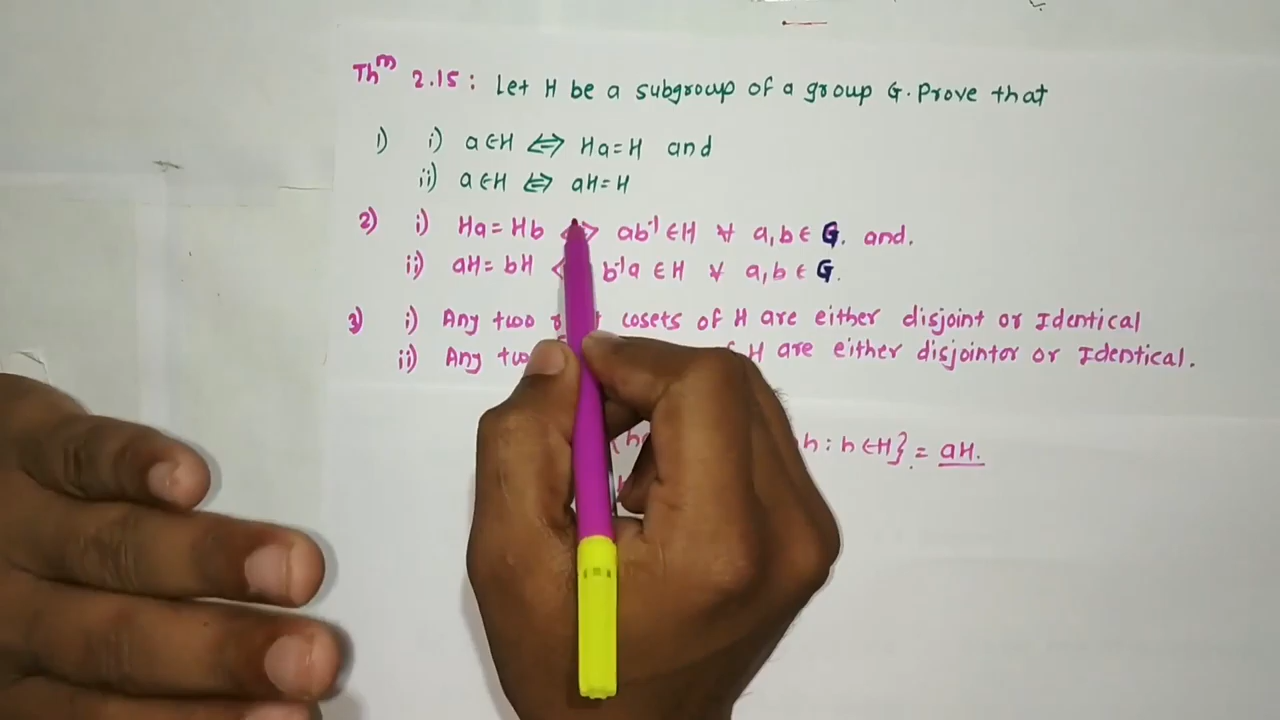 Thm 2.15: Let H be a subgroup of a group G. Prove that
1) i) a∈H ⟺ Ha=H and
ii) a∈H ⟺ aH=H
2) i) Ha=Hb ab⁻¹∈H ∀ a,b∈G. and.
ii) aH=bH b⁻¹a∈H ∀ a,b∈G.
3) i) Any two cosets of H are either disjoint or Identical
ii) Any H are either disjointor or Identical.
h : h∈H}. = aH.